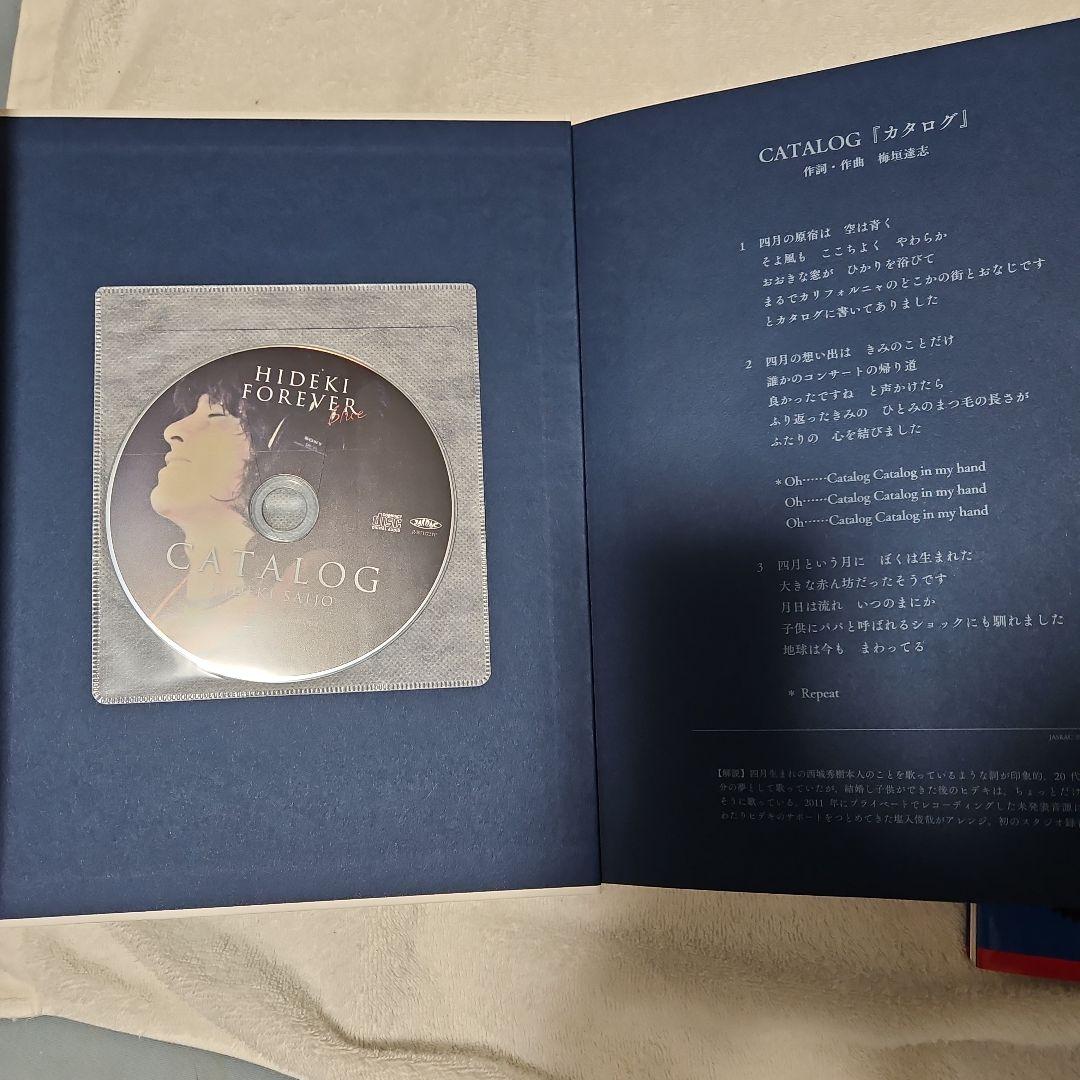 HIDEKI
FOREVER
blue
SONY
COMPACT
disc
DIGITAL AUDIO
JASRAC
CATALOG
HIDEKI SAIJO
CATALOG『カタログ』
作詞・作曲 梅垣達志
1 四月の原宿は 空は青く
そよ風も ここちよく やわらか
おおきな窓が ひかりを浴びて
まるでカリフォルニャのどこかの街とおなじです
とカタログに書いてありました
2 四月の想い出は きみのことだけ
誰かのコンサートの帰り道
良かったですね と声かけたら
ふり返ったきみの ひとみのまつ毛の長さが
ふたりの 心を結びました
* Oh……Catalog Catalog in my hand
Oh……Catalog Catalog in my hand
Oh……Catalog Catalog in my hand
3 四月という月に ぼくは生まれた
大きな赤ん坊だったそうです
月日は流れ いつのまにか
子供にパパと呼ばれるショックにも馴れました
地球は今も まわってる
* Repeat
JASRAC
【解説】四月生まれの西城秀樹本人のことを歌っているような詞が印象的。20代
分の夢として歌っていたが、結婚し子供ができた後のヒデキは、ちょっとだけ
そうに歌っている。2011年にプライベートでレコーディングした未発表音源に
わたりヒデキのサポートをつとめてきた塩入俊哉がアレンジ。初のスタジオ録音